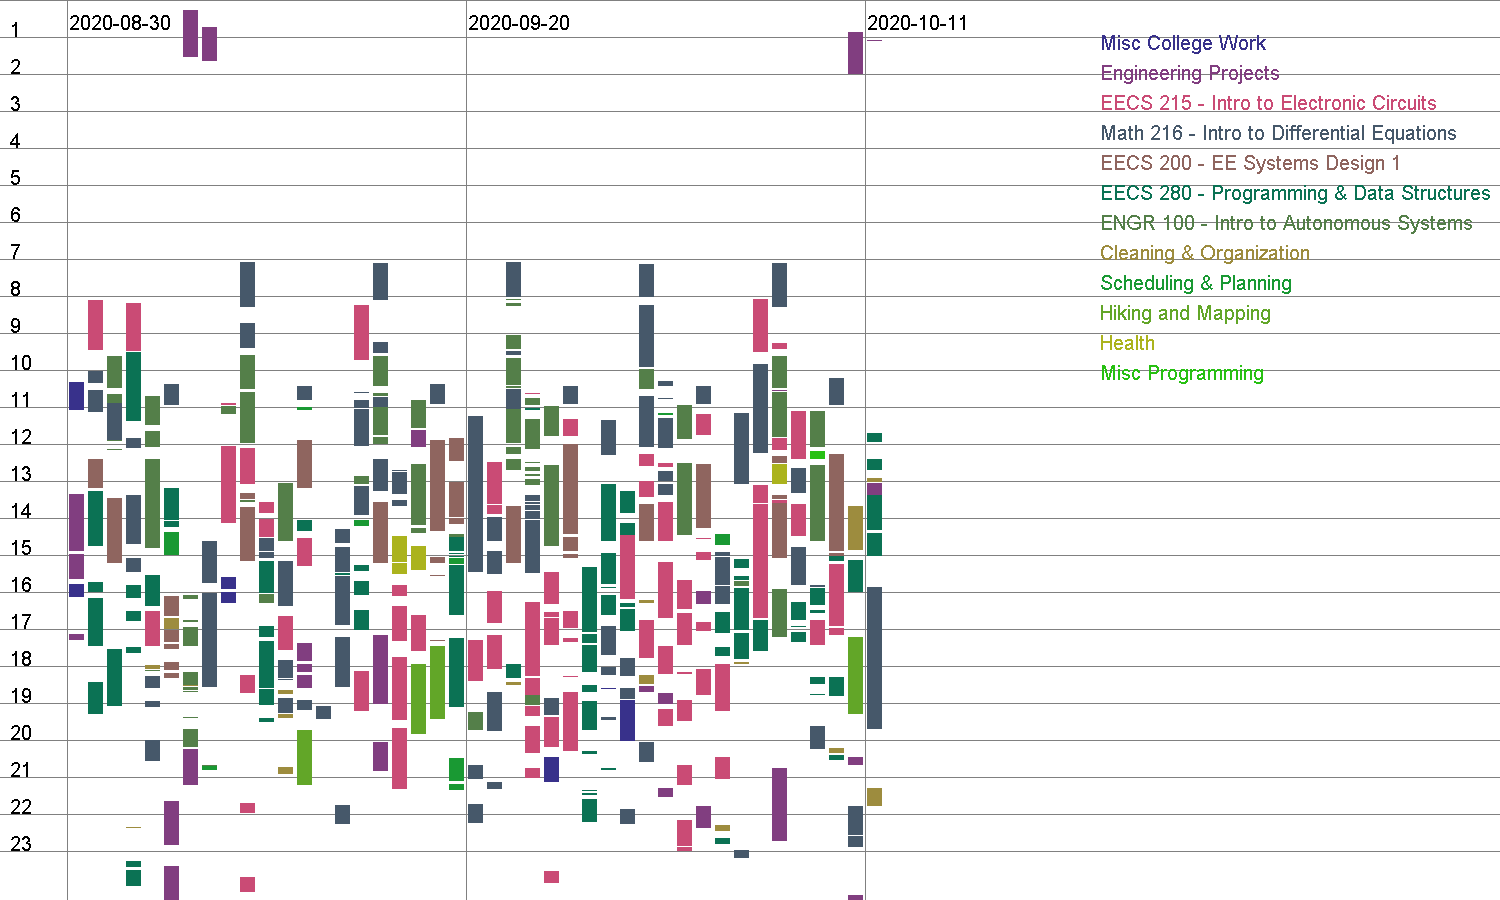 2020-08-30
2020-09-20
2020-10-11
1
2
3
4
5
6
7
8
9
10
11
12
13
14
15
16
17
18
19
20
21
22
23
Misc College Work
Engineering Projects
EECS 215 - Intro to Electronic Circuits
Math 216 - Intro to Differential Equations
EECS 200 - EE Systems Design 1
EECS 280 - Programming & Data Structures
ENGR 100 - Intro to Autonomous Systems
Cleaning & Organization
Scheduling & Planning
Hiking and Mapping
Health
Misc Programming